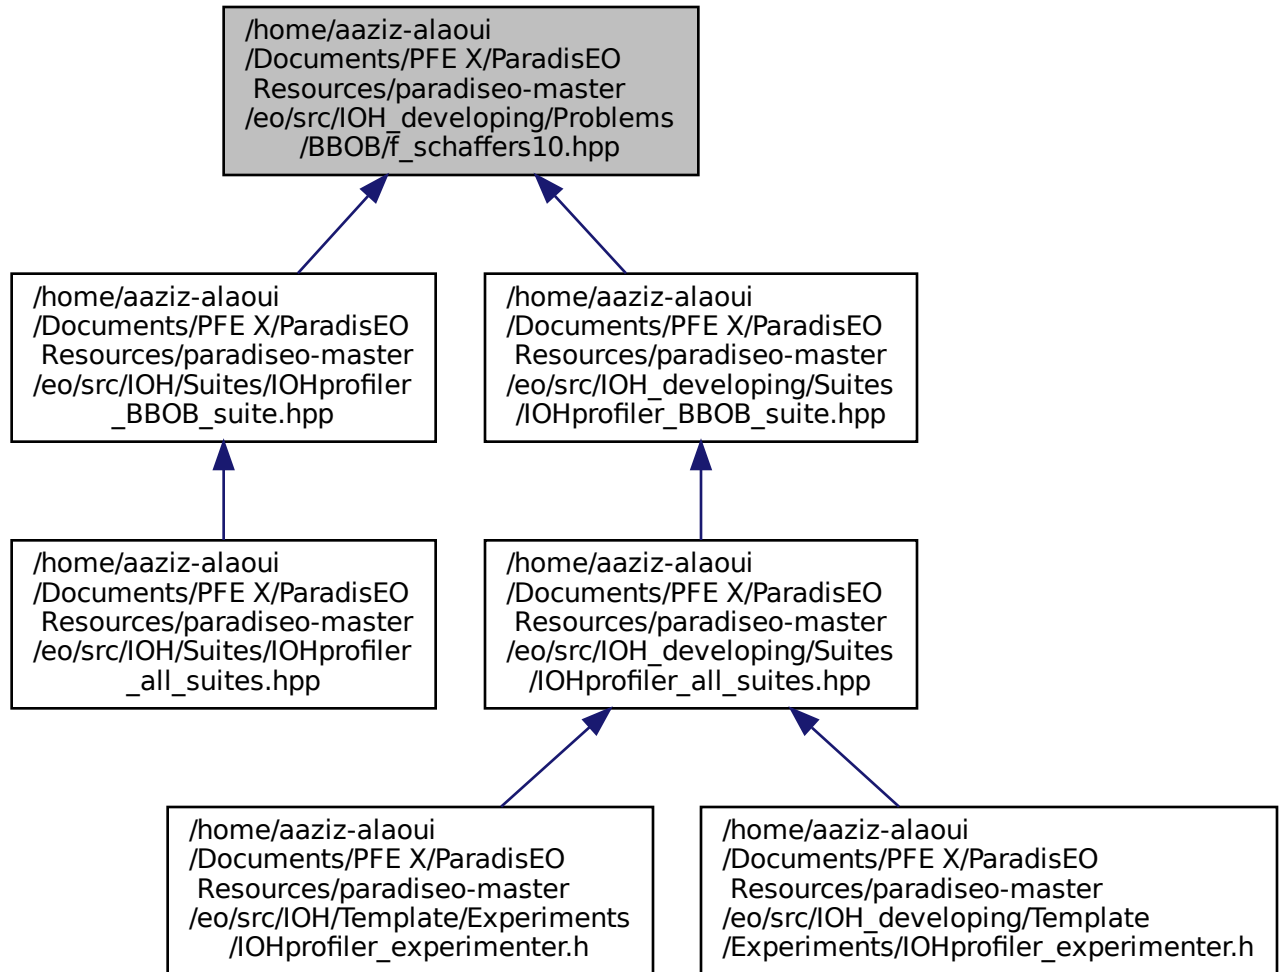 /home/aaziz-alaoui
/Documents/PFE X/ParadisEO
Resources/paradiseo-master
/eo/src/IOH_developing/Problems
/BBOB/f_schaffers10.hpp
/home/aaziz-alaoui
/Documents/PFE X/ParadisEO
Resources/paradiseo-master
/eo/src/IOH/Suites/IOHprofiler
_BBOB_suite.hpp
/home/aaziz-alaoui
/Documents/PFE X/ParadisEO
Resources/paradiseo-master
/eo/src/IOH_developing/Suites
/IOHprofiler_BBOB_suite.hpp
/home/aaziz-alaoui
/Documents/PFE X/ParadisEO
Resources/paradiseo-master
/eo/src/IOH/Suites/IOHprofiler
_all_suites.hpp
/home/aaziz-alaoui
/Documents/PFE X/ParadisEO
Resources/paradiseo-master
/eo/src/IOH_developing/Suites
/IOHprofiler_all_suites.hpp
/home/aaziz-alaoui
/Documents/PFE X/ParadisEO
Resources/paradiseo-master
/eo/src/IOH/Template/Experiments
/IOHprofiler_experimenter.h
/home/aaziz-alaoui
/Documents/PFE X/ParadisEO
Resources/paradiseo-master
/eo/src/IOH_developing/Template
/Experiments/IOHprofiler_experimenter.h